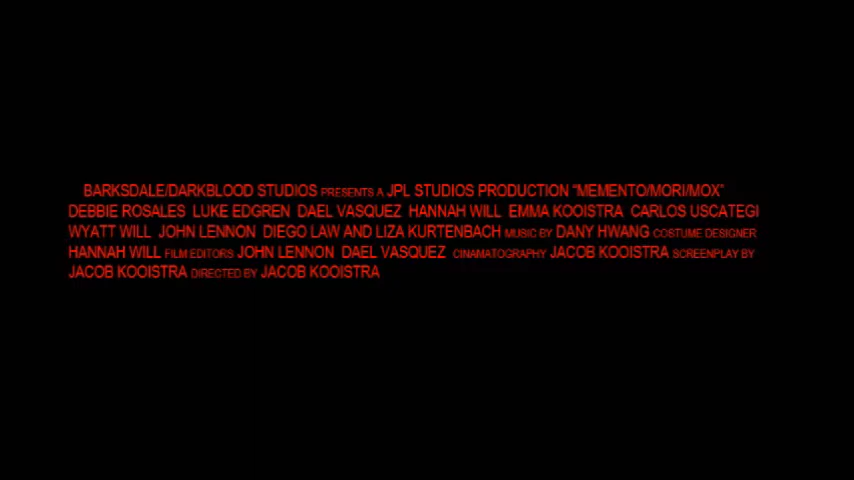 BARKSDALE/DARKBLOOD STUDIOS PRESENTS A JPL STUDIOS PRODUCTION "MEMENTO/MORI/MOX"
DEBBIE ROSALES LUKE EDGREN DAEL VASQUEZ HANNAH WILL EMMA KOOISTRA CARLOS USCATEGI
WYATT WILL JOHN LENNON DIEGO LAW AND LIZA KURTENBACH MUSIC BY DANY HWANG COSTUME DESIGNER
HANNAH WILL FILM EDITORS JOHN LENNON DAEL VASQUEZ CINAMATOGRAPHY JACOB KOOISTRA SCREENPLAY BY
JACOB KOOISTRA DIRECTED BY JACOB KOOISTRA